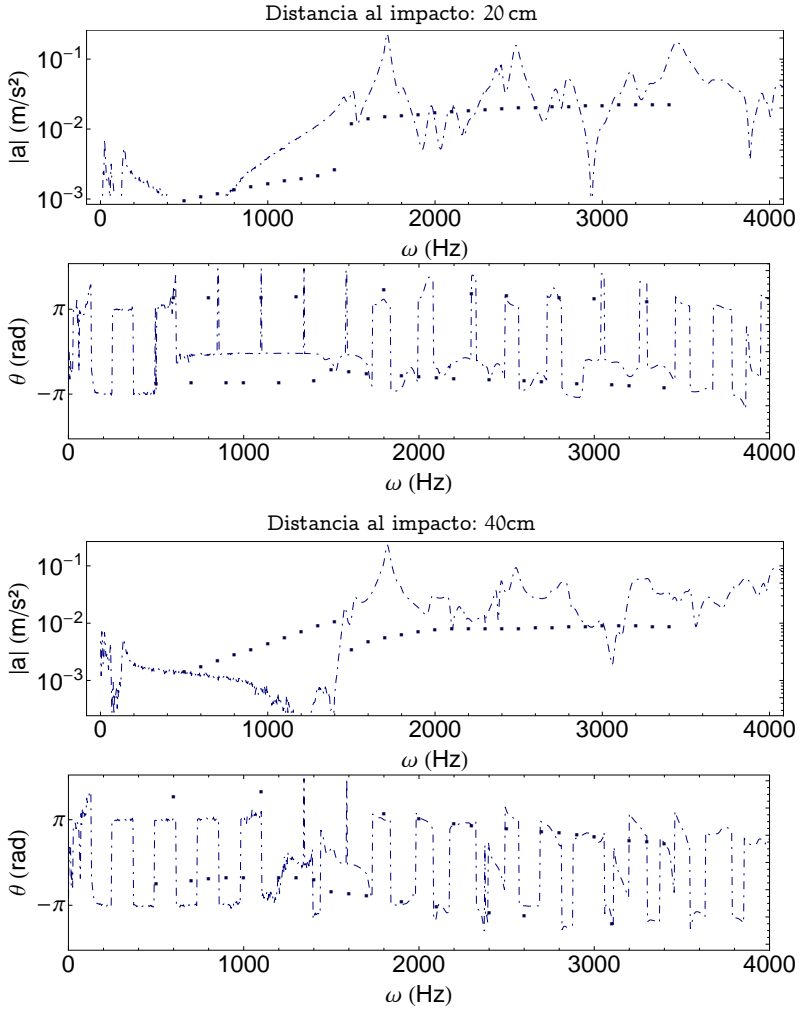 Distancia al impacto: 20 cm
|a| (m/s²)
10⁻¹
10⁻²
10⁻³
0 1000 2000 3000 4000
ω (Hz)
θ (rad)
π
−π
0 1000 2000 3000 4000
ω (Hz)
Distancia al impacto: 40cm
|a| (m/s²)
10⁻¹
10⁻²
10⁻³
0 1000 2000 3000 4000
ω (Hz)
θ (rad)
π
−π
0 1000 2000 3000 4000
ω (Hz)